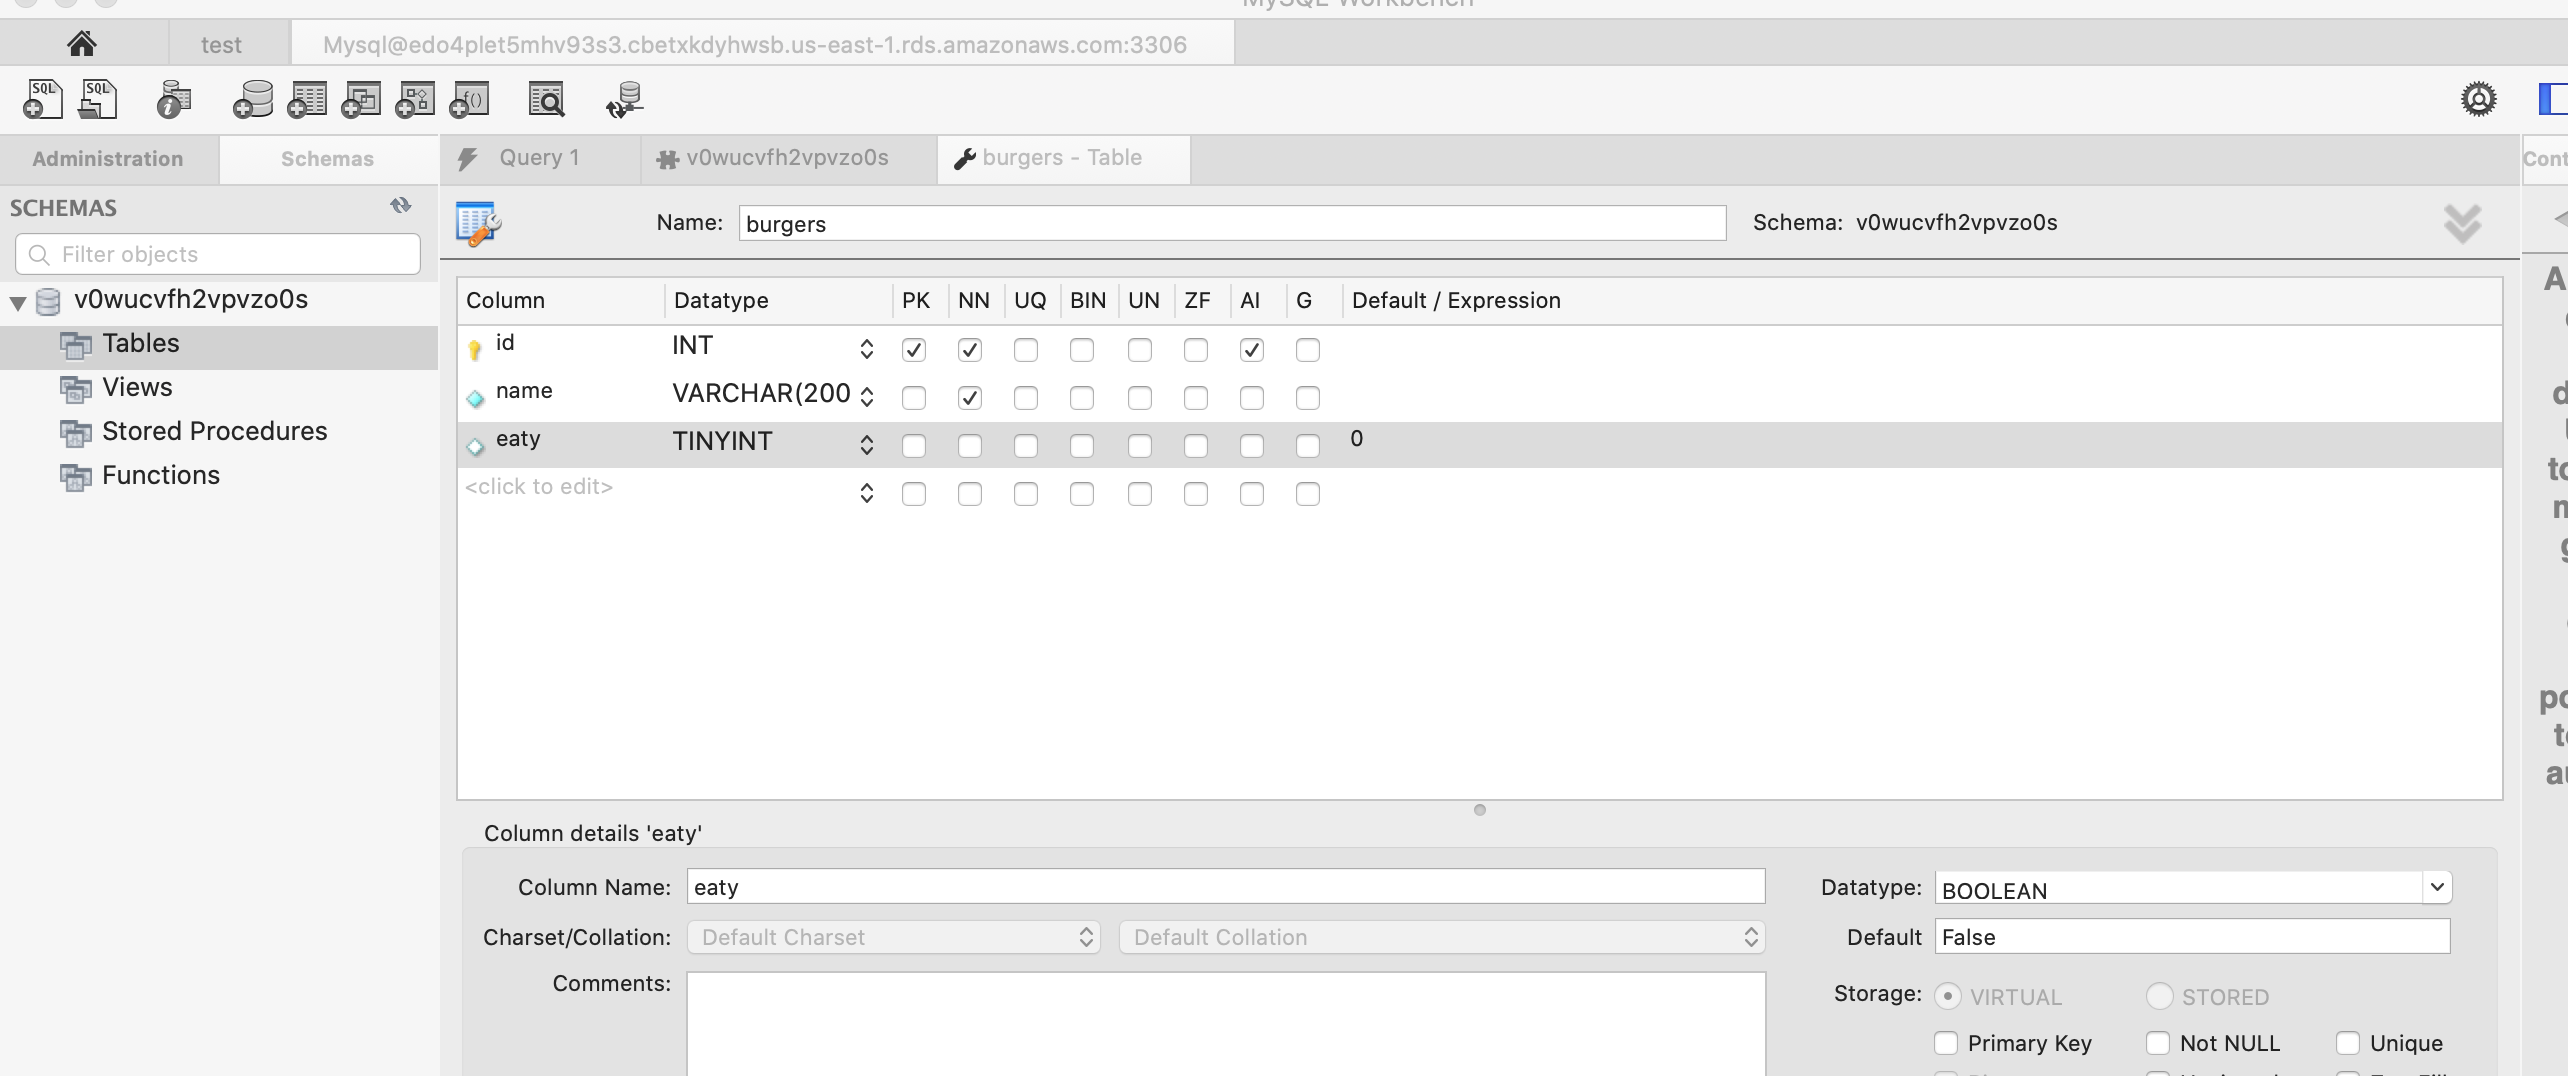 MySQL Workbench
test
Mysql@edo4plet5mhv93s3.cbetxkdyhwsb.us-east-1.rds.amazonaws.com:3306
SQL SQL f()
Administration Schemas
Query 1 v0wucvfh2vpvzo0s burgers - Table
Cont
SCHEMAS
Filter objects
v0wucvfh2vpvzo0s
Tables
Views
Stored Procedures
Functions
Name: burgers Schema: v0wucvfh2vpvzo0s
Column Datatype PK NN UQ BIN UN ZF AI G Default / Expression
id INT
name VARCHAR(200
eaty TINYINT 0
<click to edit>
Column details 'eaty'
Column Name: eaty Datatype: BOOLEAN
Charset/Collation: Default Charset Default Collation Default False
Comments: Storage: VIRTUAL STORED
Primary Key Not NULL Unique